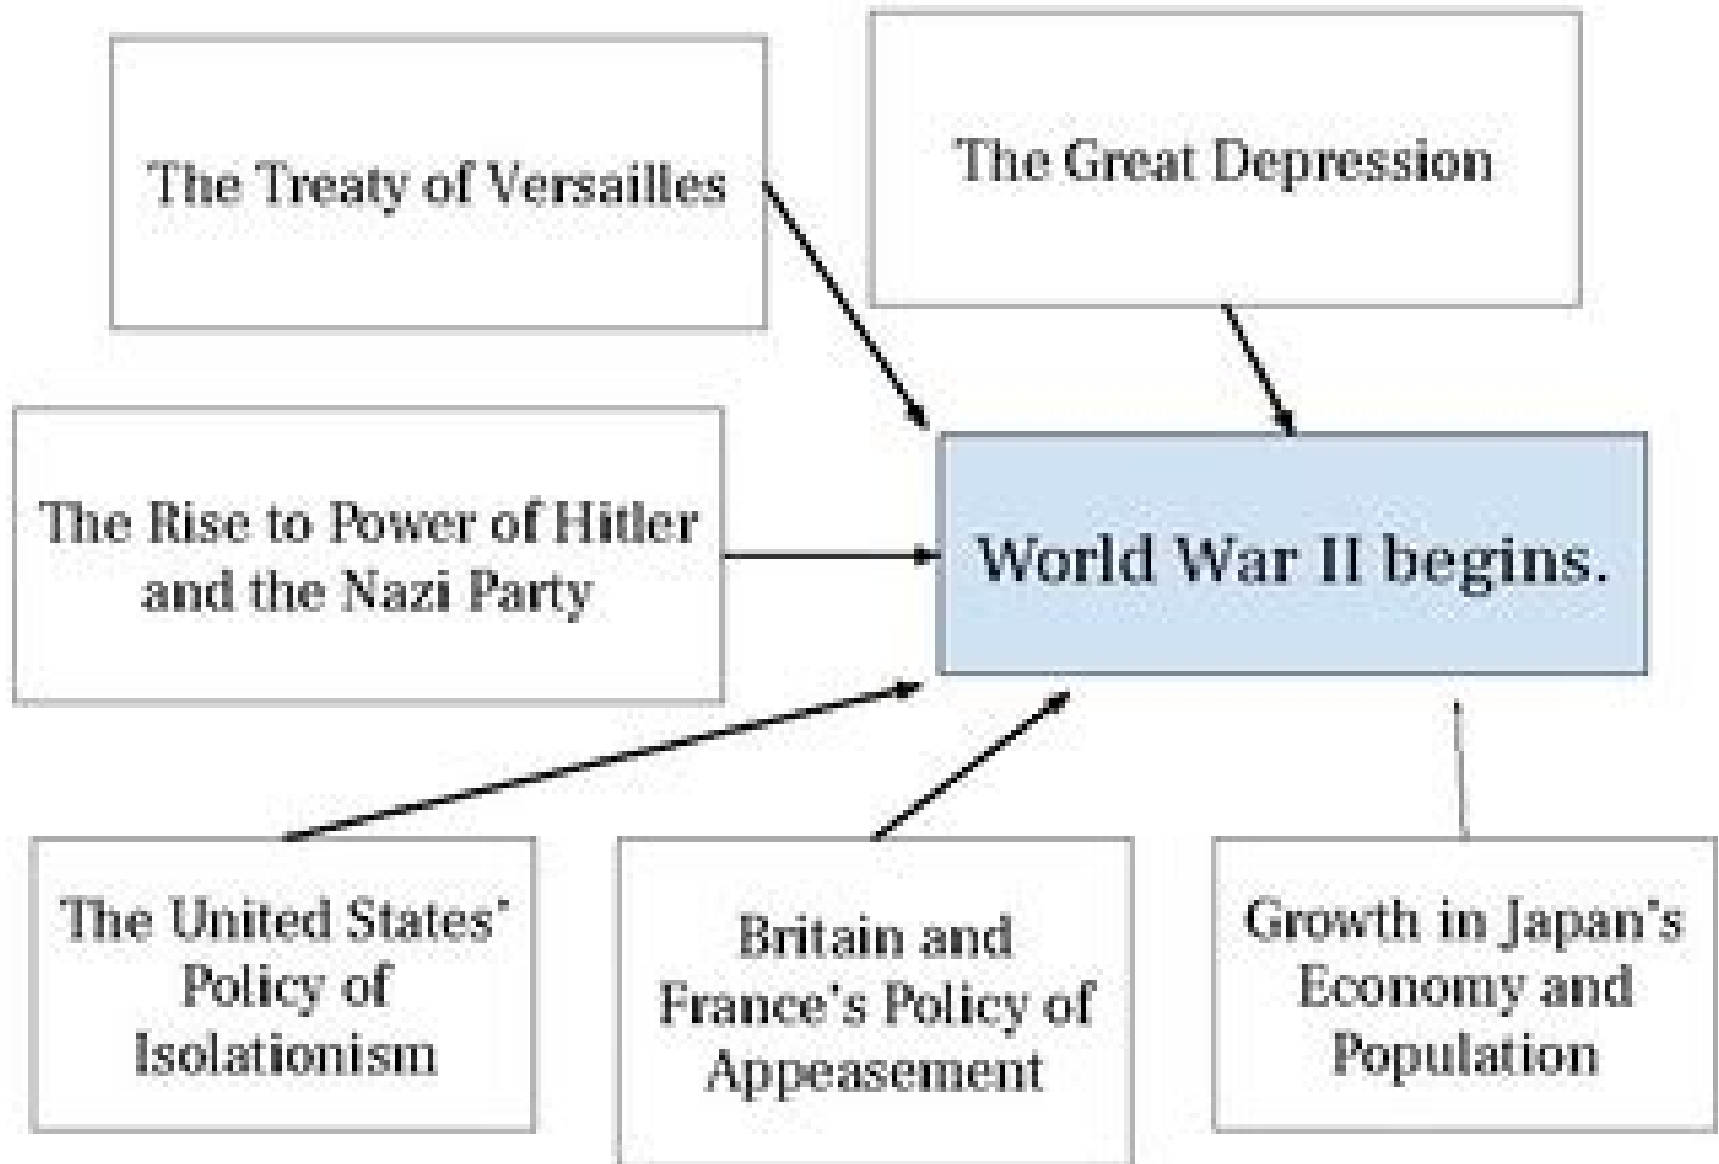 The Treaty of Versailles
The Great Depression
The Rise to Power of Hitler
and the Nazi Party
World War II begins.
The United States'
Policy of
Isolationism
Britain and
France's Policy of
Appeasement
Growth in Japan's
Economy and
Population